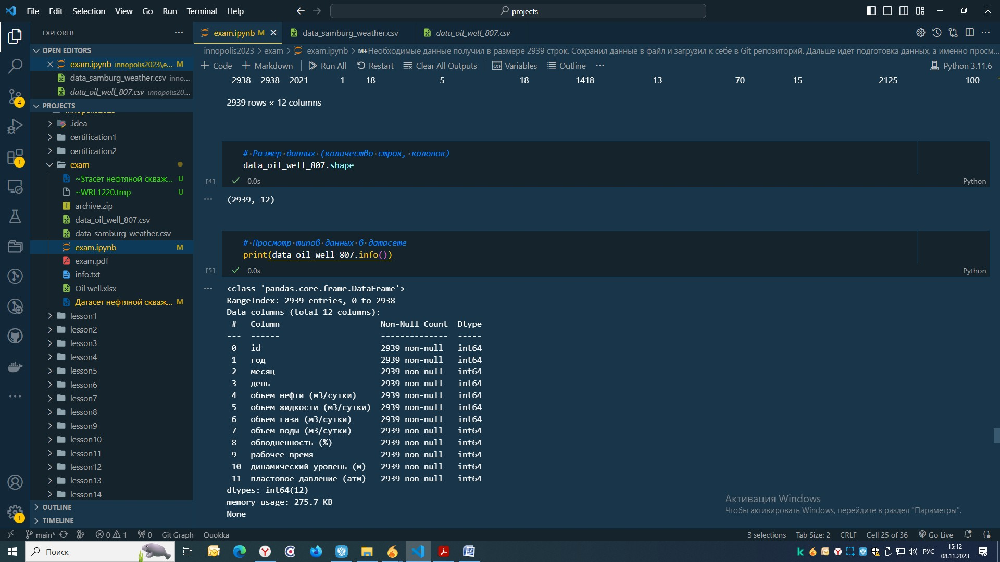 File Edit Selection View Go Run Terminal Help
projects
EXPLORER
exam.ipynb M
data_samburg_weather.csv
data_oil_well_807.csv
OPEN EDITORS
innopolis2023 > exam > exam.ipynb > M↓Необходимые данные получил в размере 2939 строк. Сохранил данные в файл и загрузил к себе в Git репозиторий. Дальше идет подготовка данных, а именно просм...
exam.ipynb innopolis2023\e... M
Code Markdown Run All Restart Clear All Outputs Variables Outline ... Python 3.11.6
data_samburg_weather.csv inno...
data_oil_well_807.csv innopolis20...
2938 2938 2021 1 18 5 18 1418 13 70 15 2125 100
2939 rows × 12 columns
PROJECTS
innopolis2023
.idea
certification1
certification2
exam
~$тасет нефтяной скваж... U
~WRL1220.tmp U
archive.zip
data_oil_well_807.csv
data_samburg_weather.csv
exam.ipynb M
exam.pdf
info.txt
Oil well.xlsx
Датасет нефтяной скваж... M
lesson1
lesson2
lesson3
lesson4
lesson5
lesson6
lesson7
lesson8
lesson9
lesson10
lesson11
lesson12
lesson13
lesson14
OUTLINE
TIMELINE
4
1
1
# Размер данных (количество строк, колонок)
data_oil_well_807.shape
[4] 0.0s Python
(2939, 12)
# Просмотр типов данных в датасете
print(data_oil_well_807.info())
[5] 0.0s Python
<class 'pandas.core.frame.DataFrame'>
RangeIndex: 2939 entries, 0 to 2938
Data columns (total 12 columns):
# Column Non-Null Count Dtype
--- ------ -------------- -----
0 id 2939 non-null int64
1 год 2939 non-null int64
2 месяц 2939 non-null int64
3 день 2939 non-null int64
4 объем нефти (м3/сутки) 2939 non-null int64
5 объем жидкости (м3/сутки) 2939 non-null int64
6 объем газа (м3/сутки) 2939 non-null int64
7 объем воды (м3/сутки) 2939 non-null int64
8 обводненность (%) 2939 non-null int64
9 рабочее время 2939 non-null int64
10 динамический уровень (м) 2939 non-null int64
11 пластовое давление (атм) 2939 non-null int64
dtypes: int64(12)
memory usage: 275.7 KB
None
Активация Windows
Чтобы активировать Windows, перейдите в раздел "Параметры".
main* 0 1 0 Git Graph Quokka 3 selections Tab Size: 2 CRLF Cell 25 of 36 Go Live
Поиск
РУС
15:12
08.11.2023